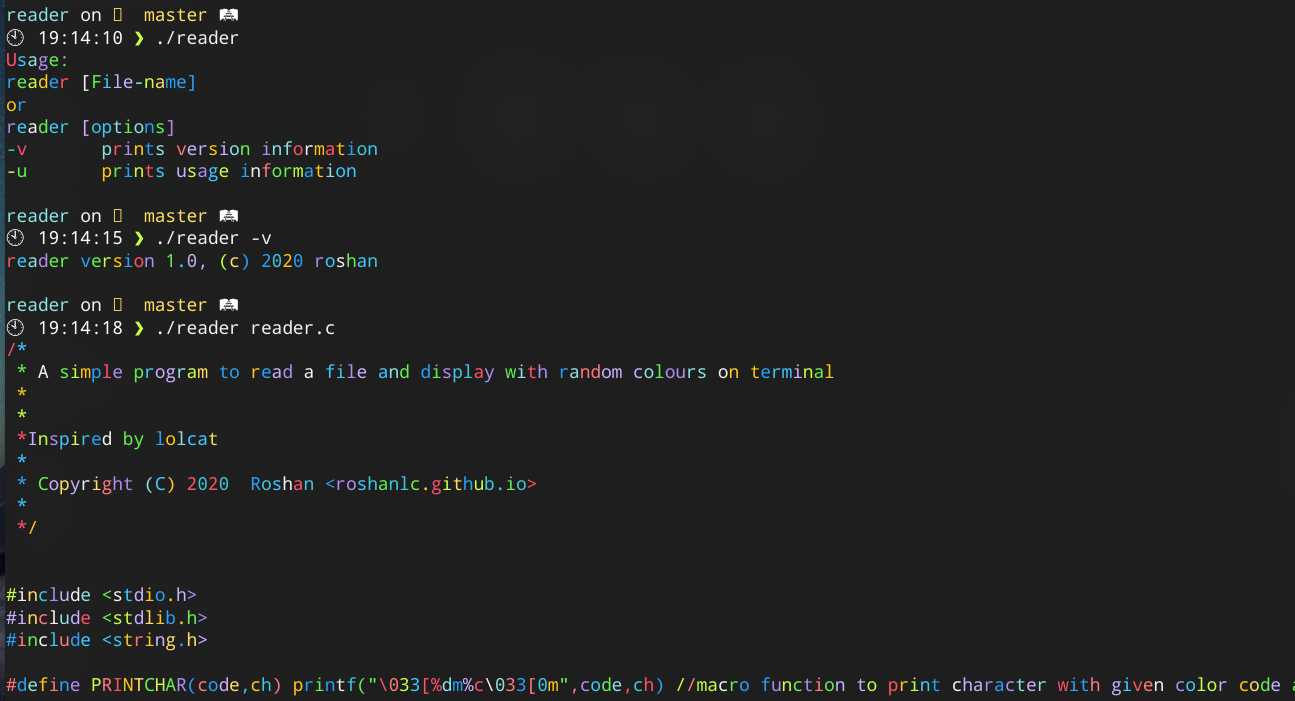 reader on master
19:14:10 ❯ ./reader
Usage:
reader [File-name]
or
reader [options]
-v       prints version information
-u       prints usage information
reader on master
19:14:15 ❯ ./reader -v
reader version 1.0, (c) 2020 roshan
reader on master
19:14:18 ❯ ./reader reader.c
/*
 * A simple program to read a file and display with random colours on terminal
 *
 *
 *Inspired by lolcat
 *
 * Copyright (C) 2020  Roshan <roshanlc.github.io>
 *
 */
#include <stdio.h>
#include <stdlib.h>
#include <string.h>
#define PRINTCHAR(code,ch) printf("\033[%dm%c\033[0m",code,ch) //macro function to print character with given color code